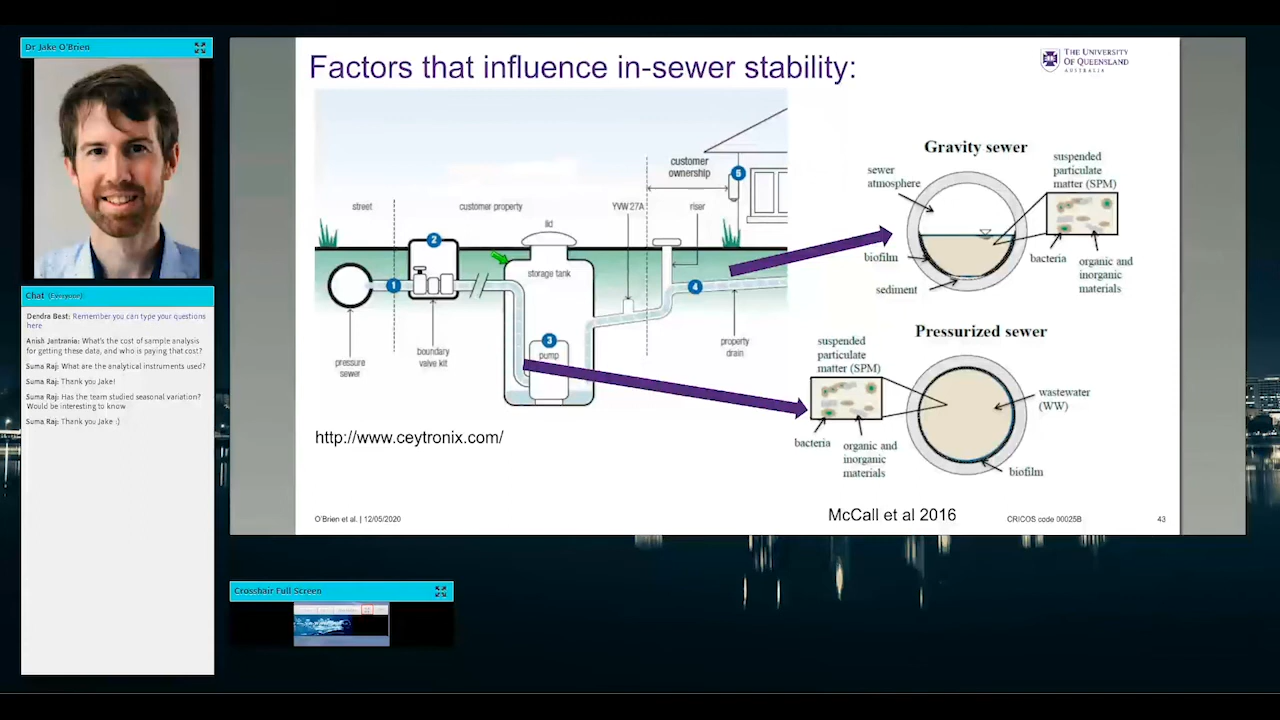 Dr Jake O'Brien
Chat (Everyone)
Dendra Best: Remember you can type your questions
here
Anish Jantrania: What's the cost of sample analysis
for getting these data, and who is paying that cost?
Suma Raj: What are the analytical instruments used?
Suma Raj: Thank you Jake!
Suma Raj: Has the team studied seasonal variation?
Would be interesting to know
Suma Raj: Thank you Jake :)
Factors that influence in-sewer stability:
THE UNIVERSITY
OF QUEENSLAND
AUSTRALIA
street
customer property
lid
YVW 27A
customer
ownership
riser
storage tank
1
2
3
4
5
pump
pressure
sewer
boundary
valve kit
property
drain
http://www.ceytronix.com/
Gravity sewer
sewer
atmosphere
suspended
particulate
matter (SPM)
biofilm
sediment
bacteria
organic and
inorganic
materials
Pressurized sewer
suspended
particulate
matter (SPM)
wastewater
(WW)
bacteria
organic and
inorganic
materials
biofilm
McCall et al 2016
O'Brien et al. | 12/05/2020
CRICOS code 00025B
43
Crosshair Full Screen